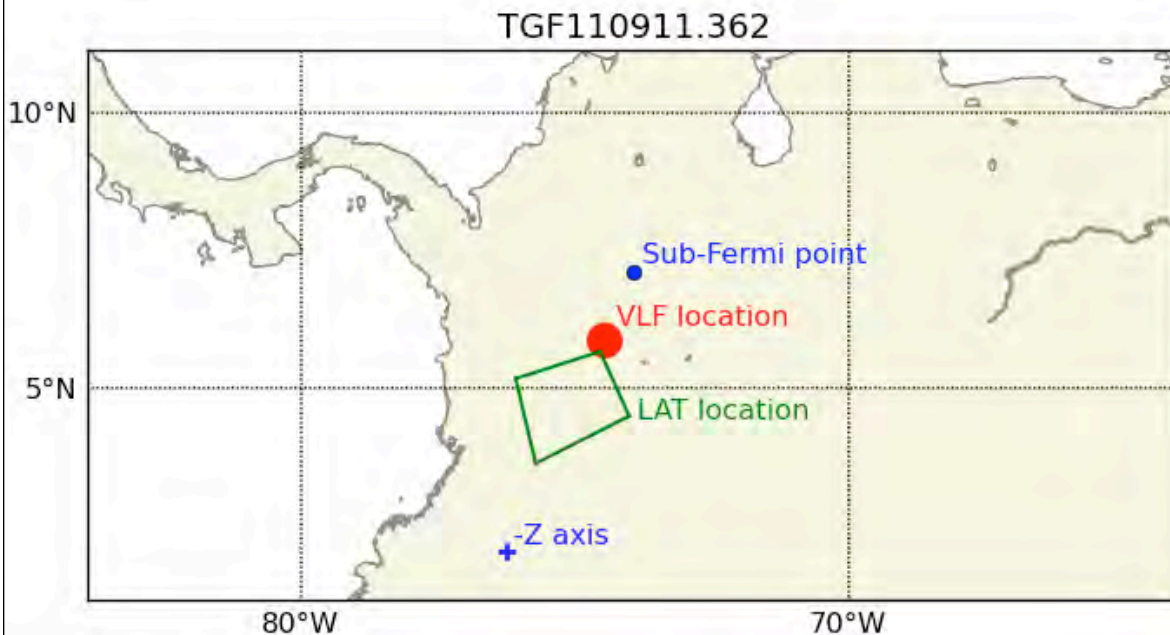 TGF110911.362
10°N
Sub-Fermi point
VLF location
5°N
LAT location
-Z axis
80°W
70°W